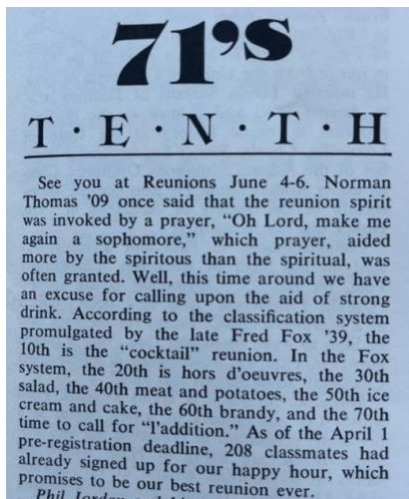 71's
T·E·N·T·H
See you at Reunions June 4-6. Norman
Thomas '09 once said that the reunion spirit
was invoked by a prayer, "Oh Lord, make me
again a sophomore," which prayer, aided
more by the spiritous than the spiritual, was
often granted. Well, this time around we have
an excuse for calling upon the aid of strong
drink. According to the classification system
promulgated by the late Fred Fox '39, the
10th is the "cocktail" reunion. In the Fox
system, the 20th is hors d'oeuvres, the 30th
salad, the 40th meat and potatoes, the 50th ice
cream and cake, the 60th brandy, and the 70th
time to call for "l'addition." As of the April 1
pre-registration deadline, 208 classmates had
already signed up for our happy hour, which
promises to be our best reunion ever.
Phil Jordan